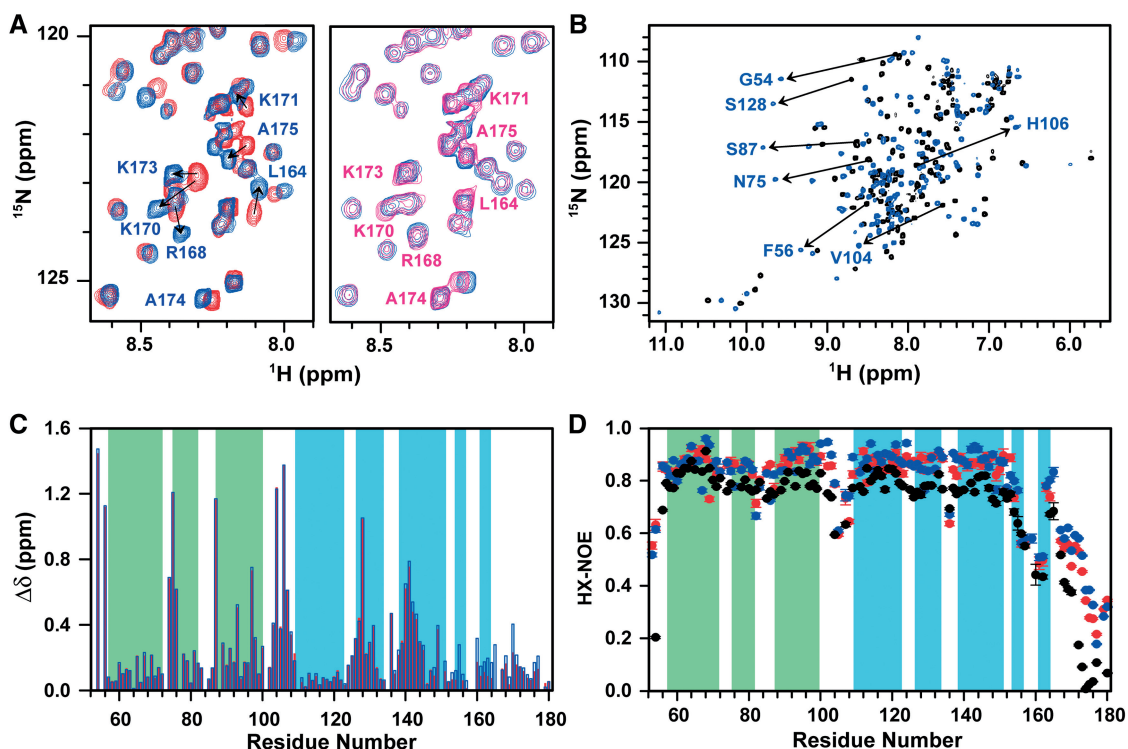 A
120
125
¹⁵N (ppm)
K171
A175
K173
L164
K170
R168
A174
8.5
8.0
K171
A175
K173
L164
K170
R168
A174
8.5
8.0
¹H (ppm)
B
110
115
120
125
130
¹⁵N (ppm)
G54
S128
S87
N75
F56
V104
H106
11.0
10.0
9.0
8.0
7.0
6.0
¹H (ppm)
C
1.6
1.2
0.8
0.4
0.0
Δδ (ppm)
60
80
100
120
140
160
180
Residue Number
D
1.0
0.8
0.6
0.4
0.2
0.0
HX-NOE
60
80
100
120
140
160
180
Residue Number